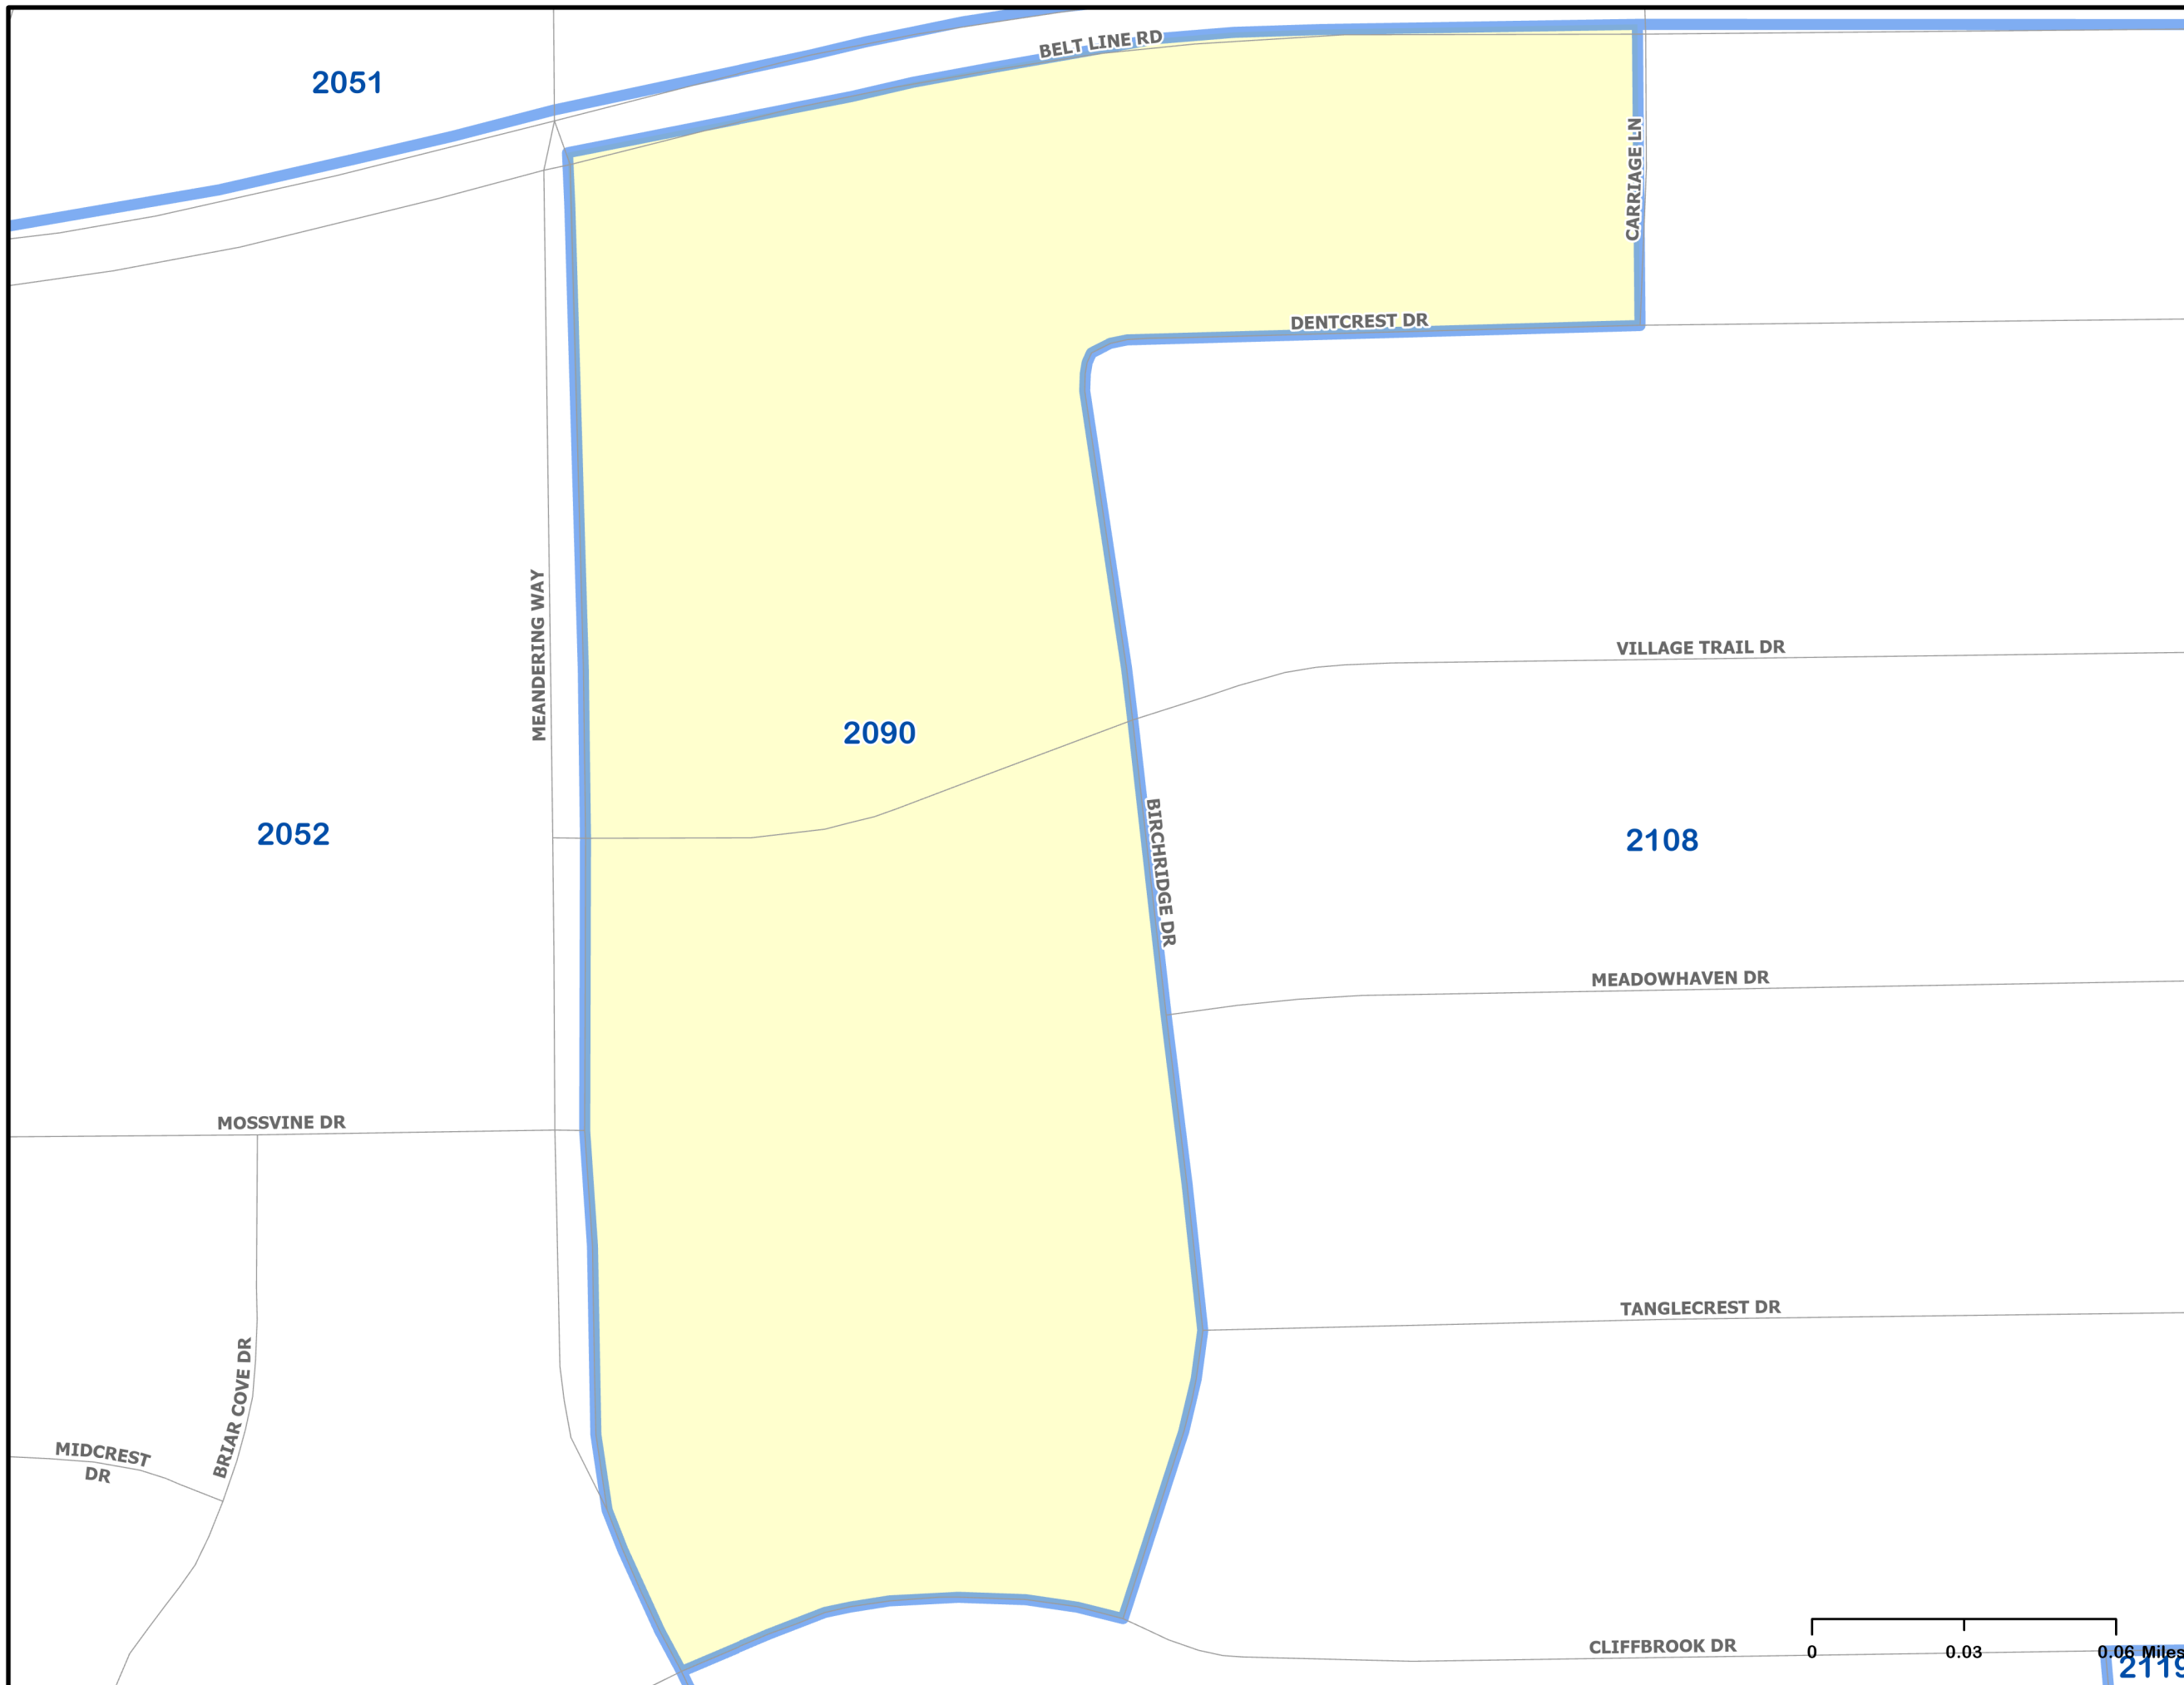 BELT LINE RD
2051
CARRIAGE LN
DENTCREST DR
MEANDERING WAY
VILLAGE TRAIL DR
2090
2052
2108
BIRCHRIDGE DR
MEADOWHAVEN DR
MOSSVINE DR
TANGLECREST DR
BRIAR COVE DR
MIDCREST
DR
CLIFFBROOK DR
0 0.03 0.06 Miles
2119